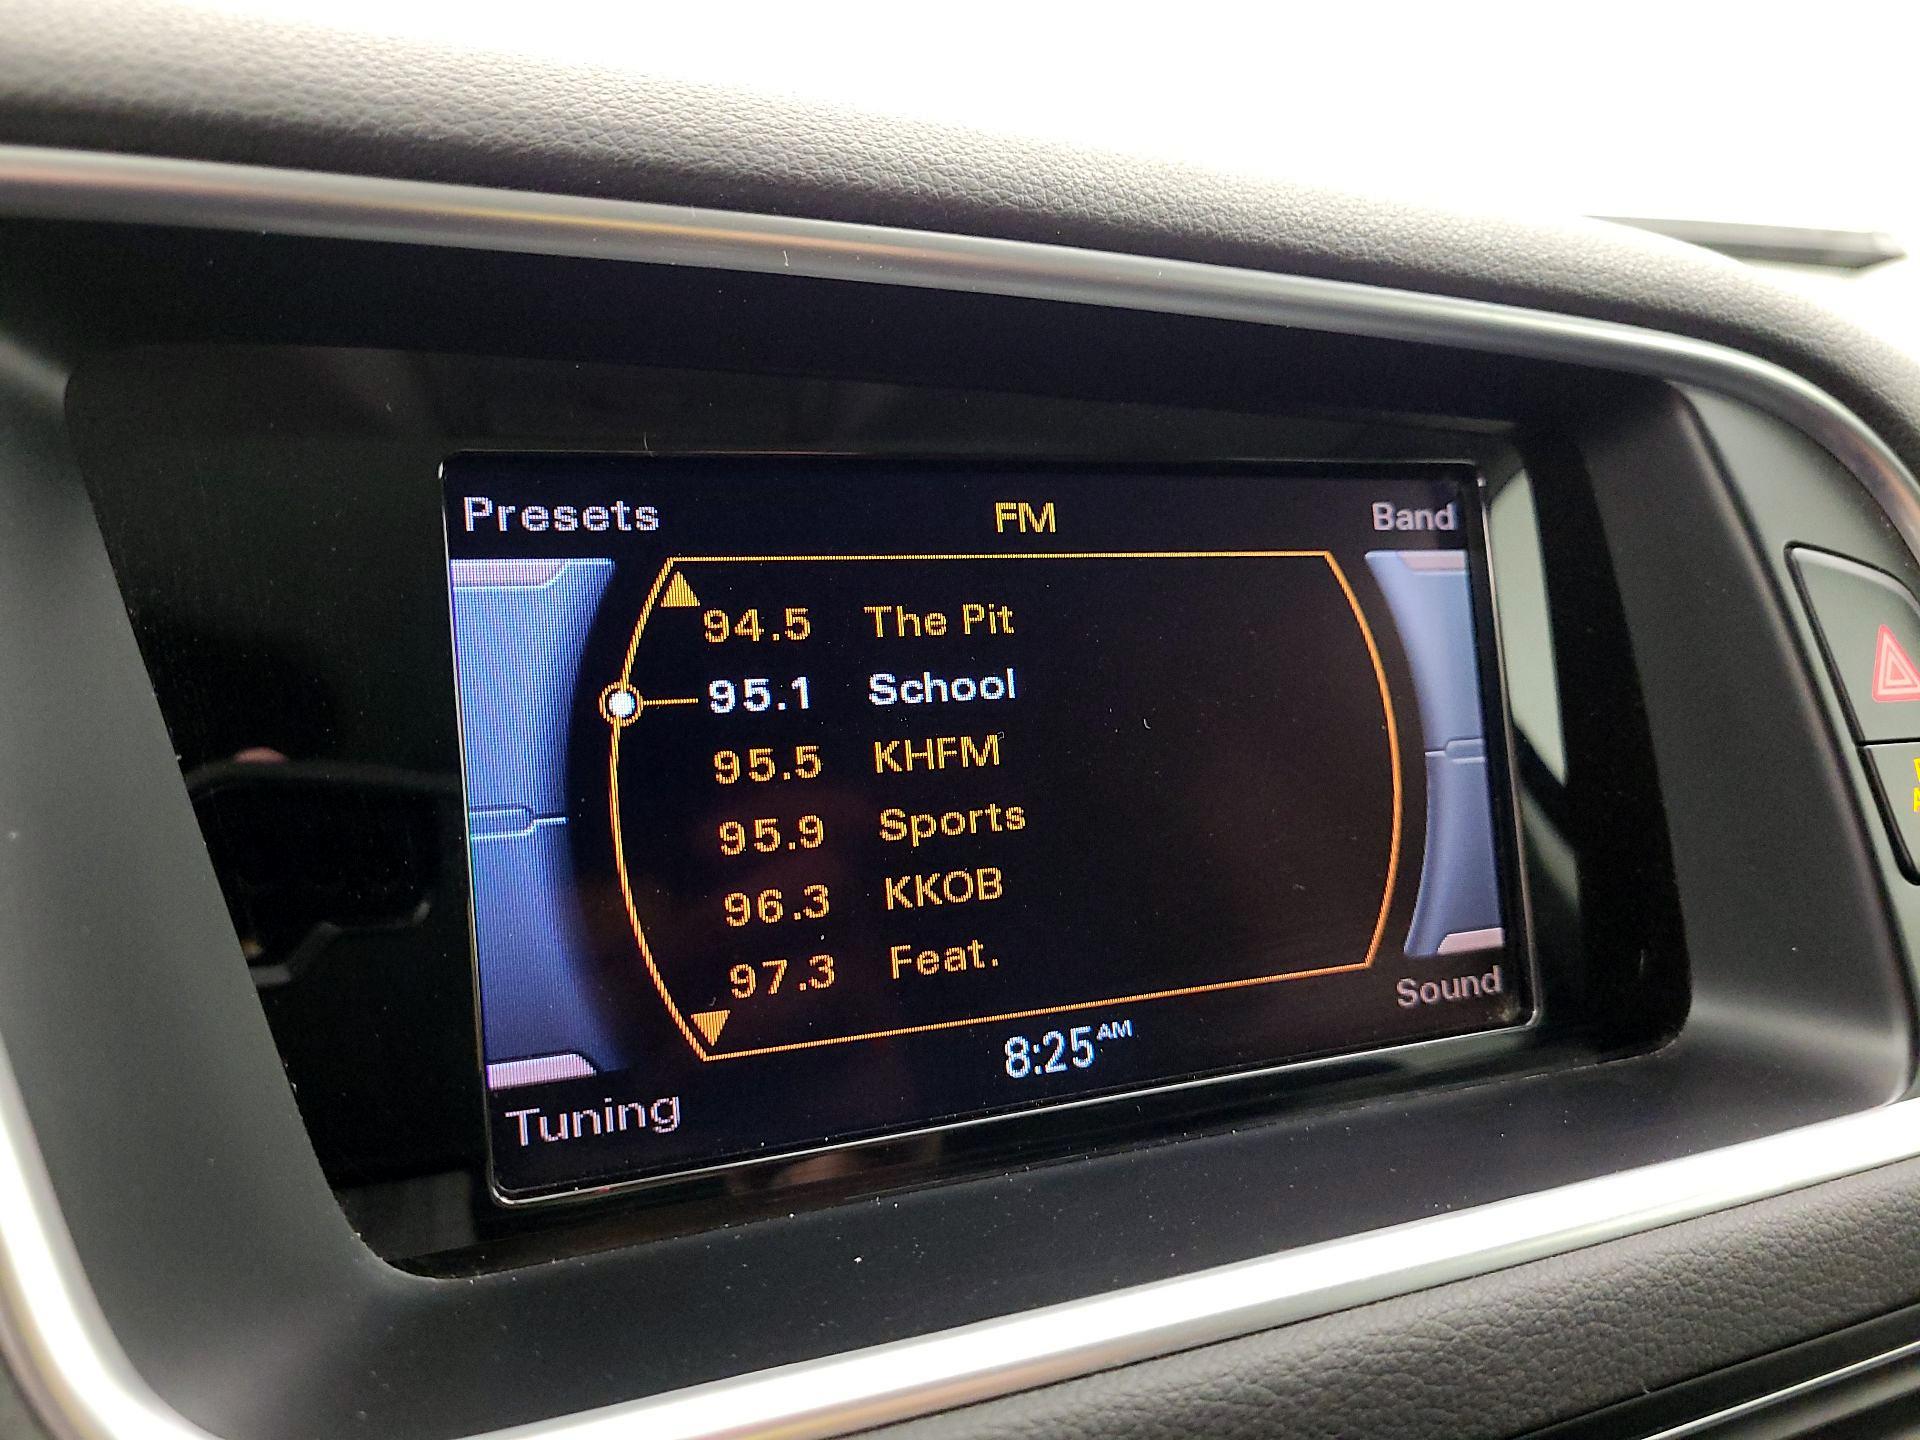 Presets FM Band
94.5 The Pit
95.1 School
95.5 KHFM
95.9 Sports
96.3 KKOB
97.3 Feat.
Sound
8:25 AM
Tuning